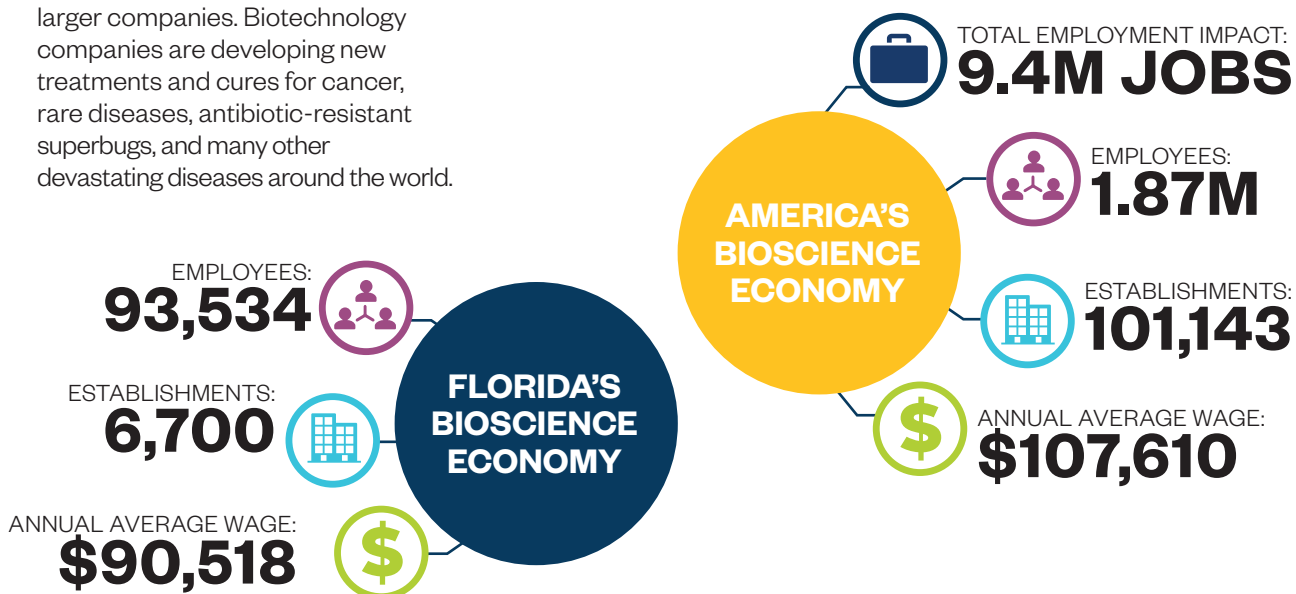 larger companies. Biotechnology
companies are developing new
treatments and cures for cancer,
rare diseases, antibiotic-resistant
superbugs, and many other
devastating diseases around the world.
EMPLOYEES:
93,534
ESTABLISHMENTS:
6,700
ANNUAL AVERAGE WAGE:
$90,518
FLORIDA’S
BIOSCIENCE
ECONOMY
AMERICA’S
BIOSCIENCE
ECONOMY
TOTAL EMPLOYMENT IMPACT:
9.4M JOBS
EMPLOYEES:
1.87M
ESTABLISHMENTS:
101,143
ANNUAL AVERAGE WAGE:
$107,610